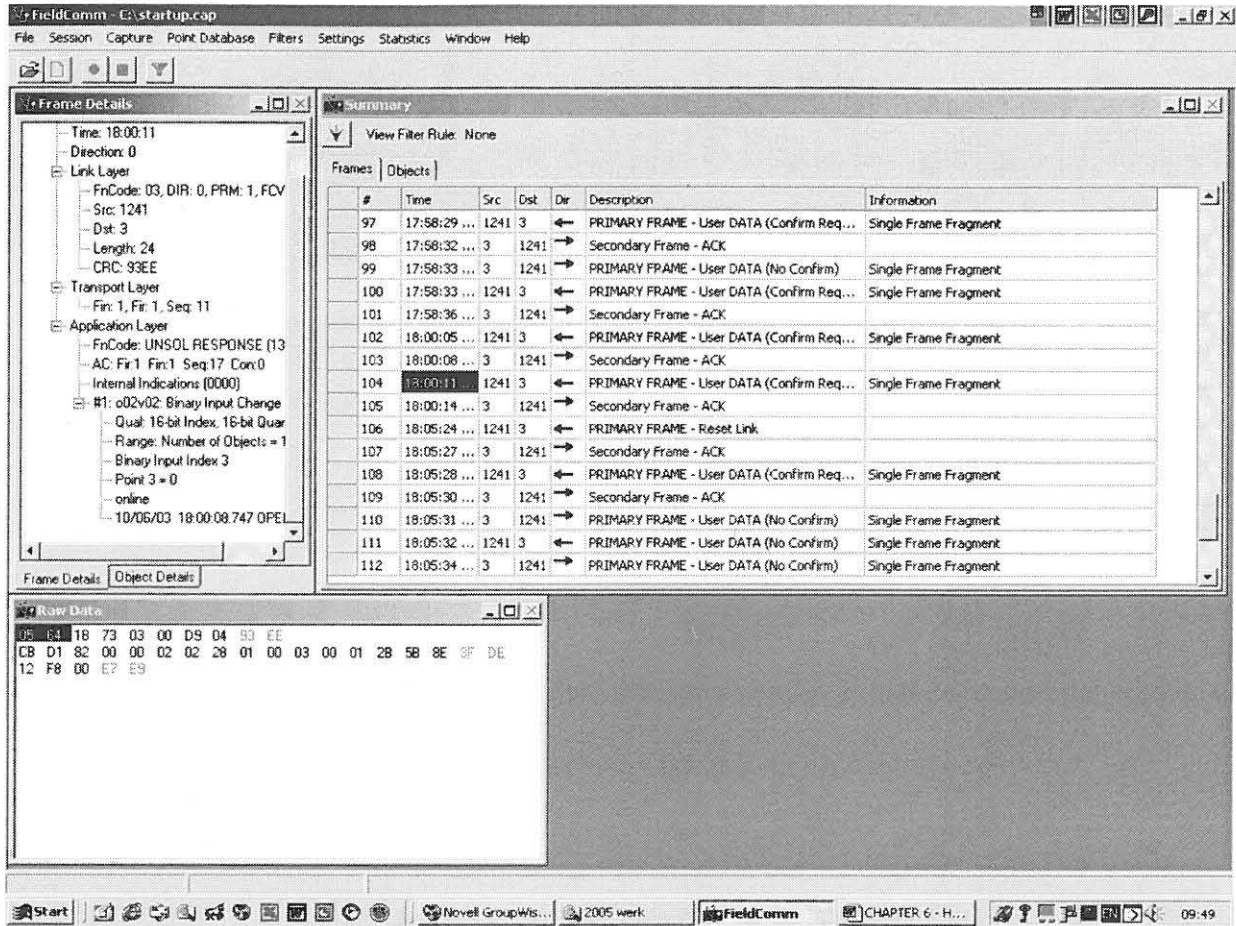 FieldComm - C:\startup.cap
File Session Capture Point Database Filters Settings Statistics Window Help
Frame Details
Time: 18:00:11
Direction: 0
Link Layer
FnCode: 03, DIR: 0, PRM: 1, FCV
Src: 1241
Dst: 3
Length: 24
CRC: 93EE
Transport Layer
Fin: 1, Fir: 1, Seq: 11
Application Layer
FnCode: UNSOL RESPONSE (13
AC: Fir:1 Fin:1 Seq:17 Con:0
Internal Indications (0000)
#1: o02v02: Binary Input Change
Qual: 16-bit Index, 16-bit Quar
Range: Number of Objects = 1
Binary Input Index 3
Point 3 = 0
online
10/06/03 18:00:08.747 OPE
Frame Details Object Details
Summary
View Filter Rule: None
Frames Objects
# Time Src Dst Dir Description Information
97 17:58:29 ... 1241 3 PRIMARY FRAME - User DATA (Confirm Req... Single Frame Fragment
98 17:58:32 ... 3 1241 Secondary Frame - ACK
99 17:58:33 ... 3 1241 PRIMARY FRAME - User DATA (No Confirm) Single Frame Fragment
100 17:58:33 ... 1241 3 PRIMARY FRAME - User DATA (Confirm Req... Single Frame Fragment
101 17:58:36 ... 3 1241 Secondary Frame - ACK
102 18:00:05 ... 1241 3 PRIMARY FRAME - User DATA (Confirm Req... Single Frame Fragment
103 18:00:08 ... 3 1241 Secondary Frame - ACK
104 18:00:11 ... 1241 3 PRIMARY FRAME - User DATA (Confirm Req... Single Frame Fragment
105 18:00:14 ... 3 1241 Secondary Frame - ACK
106 18:05:24 ... 1241 3 PRIMARY FRAME - Reset Link
107 18:05:27 ... 3 1241 Secondary Frame - ACK
108 18:05:28 ... 1241 3 PRIMARY FRAME - User DATA (Confirm Req... Single Frame Fragment
109 18:05:30 ... 3 1241 Secondary Frame - ACK
110 18:05:31 ... 3 1241 PRIMARY FRAME - User DATA (No Confirm) Single Frame Fragment
111 18:05:32 ... 1241 3 PRIMARY FRAME - User DATA (No Confirm) Single Frame Fragment
112 18:05:34 ... 3 1241 PRIMARY FRAME - User DATA (No Confirm) Single Frame Fragment
Raw Data
05 64 18 73 03 00 D9 04 93 EE
CB D1 82 00 00 02 02 28 01 00 03 00 01 2B 5B 8E 3F DE
12 F8 00 E7 E9
Start Novell GroupWis... 2005 werk FieldComm CHAPTER 6 - H... EN 09:49